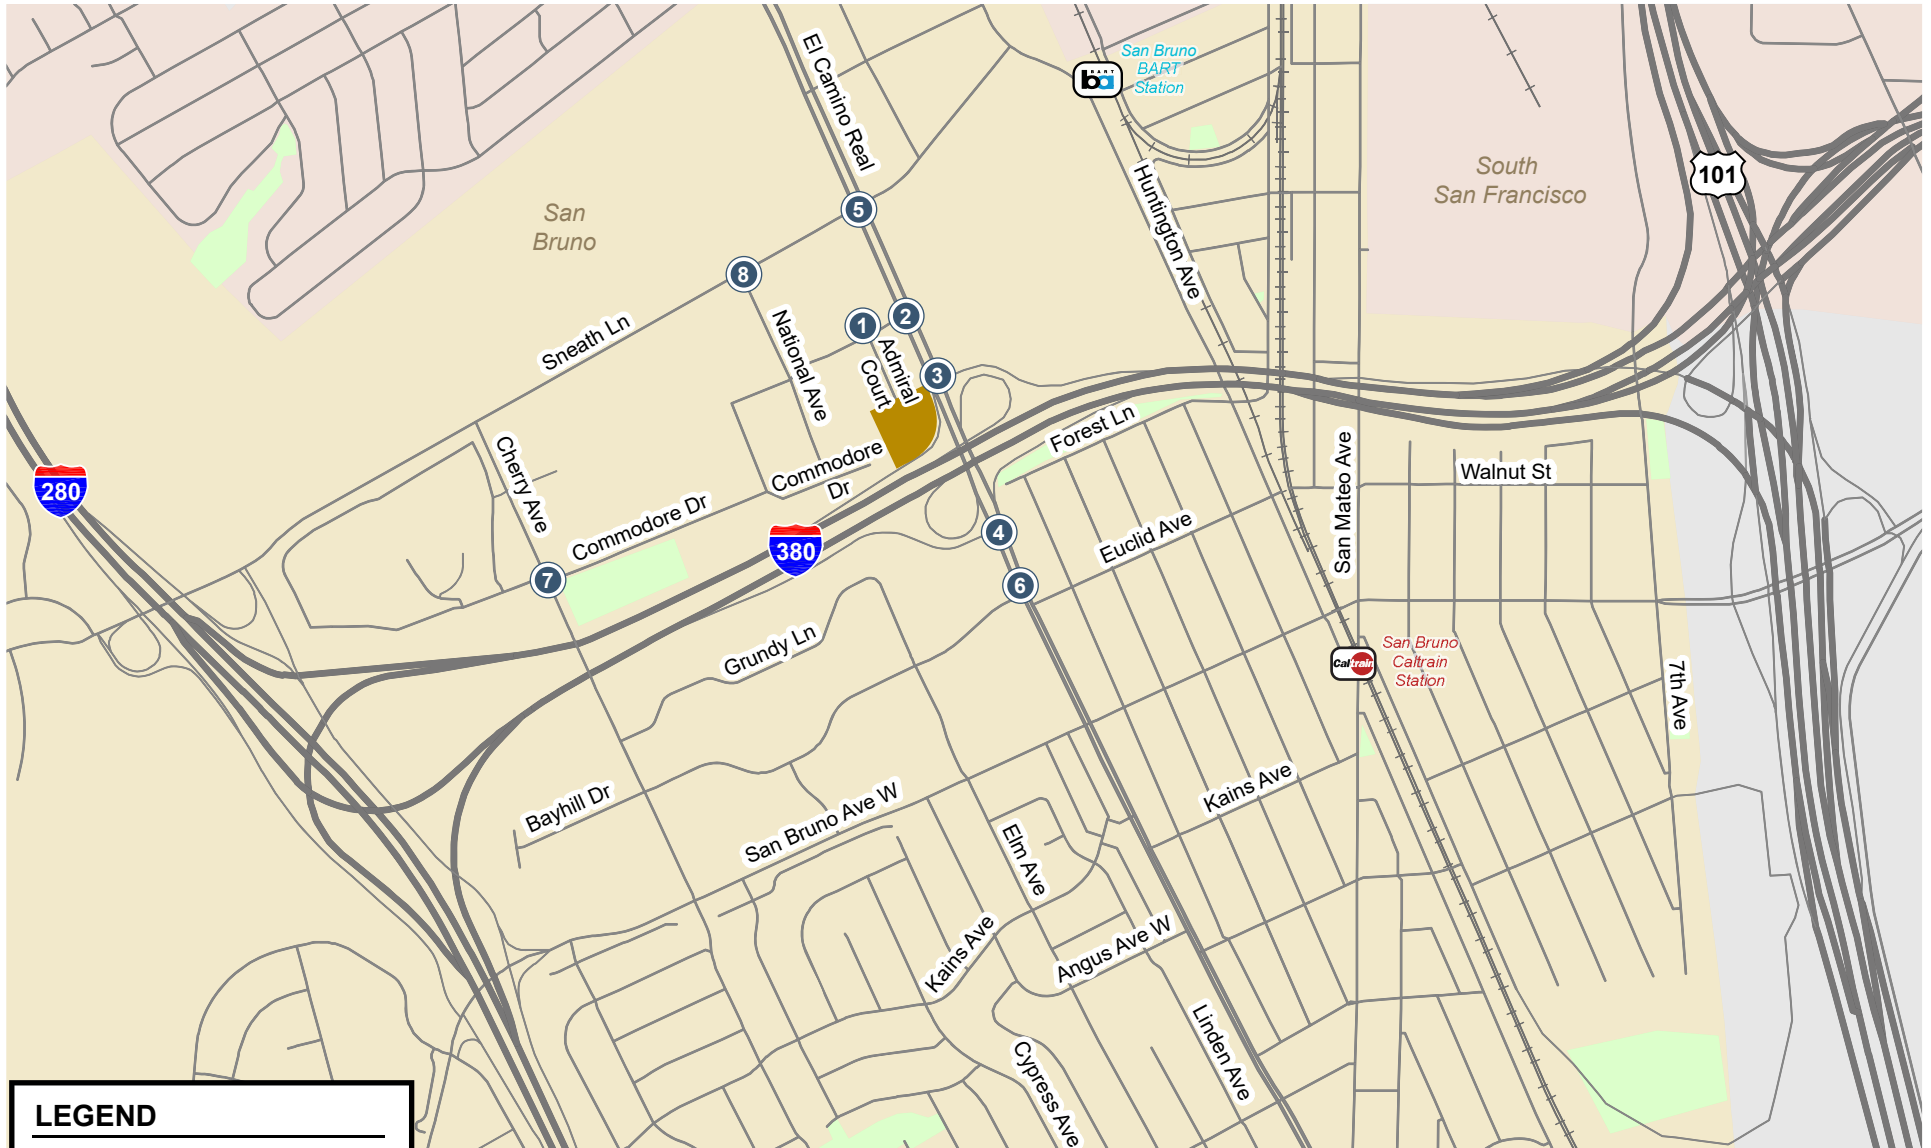 El Camino Real
San Bruno
BART
Station
BART
ba
Huntington Ave
South
San Francisco
101
San
Bruno
5
8
1
2
3
Sneath Ln
National Ave
Admiral
Court
Forest Ln
Commodore
Dr
Cherry Ave
280
Commodore Dr
380
4
6
7
Euclid Ave
San Mateo Ave
Walnut St
San Bruno
Caltrain
Station
Caltrain
7th Ave
Grundy Ln
Bayhill Dr
San Bruno Ave W
Kains Ave
Elm Ave
Kains Ave
Angus Ave W
Linden Ave
Cypress Ave
LEGEND